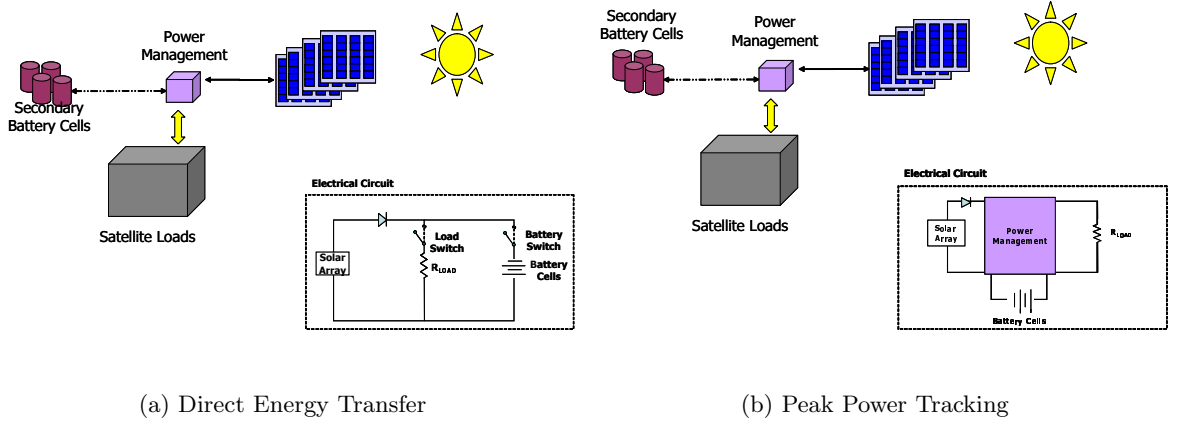 Power
Management
Secondary
Battery Cells
Satellite Loads
Electrical Circuit
Solar
Array
Load
Switch
R LOAD
Battery
Switch
Battery
Cells
(a) Direct Energy Transfer
Secondary
Battery Cells
Power
Management
Satellite Loads
Electrical Circuit
Solar
Array
Power
Management
R LOAD
Battery Cells
(b) Peak Power Tracking